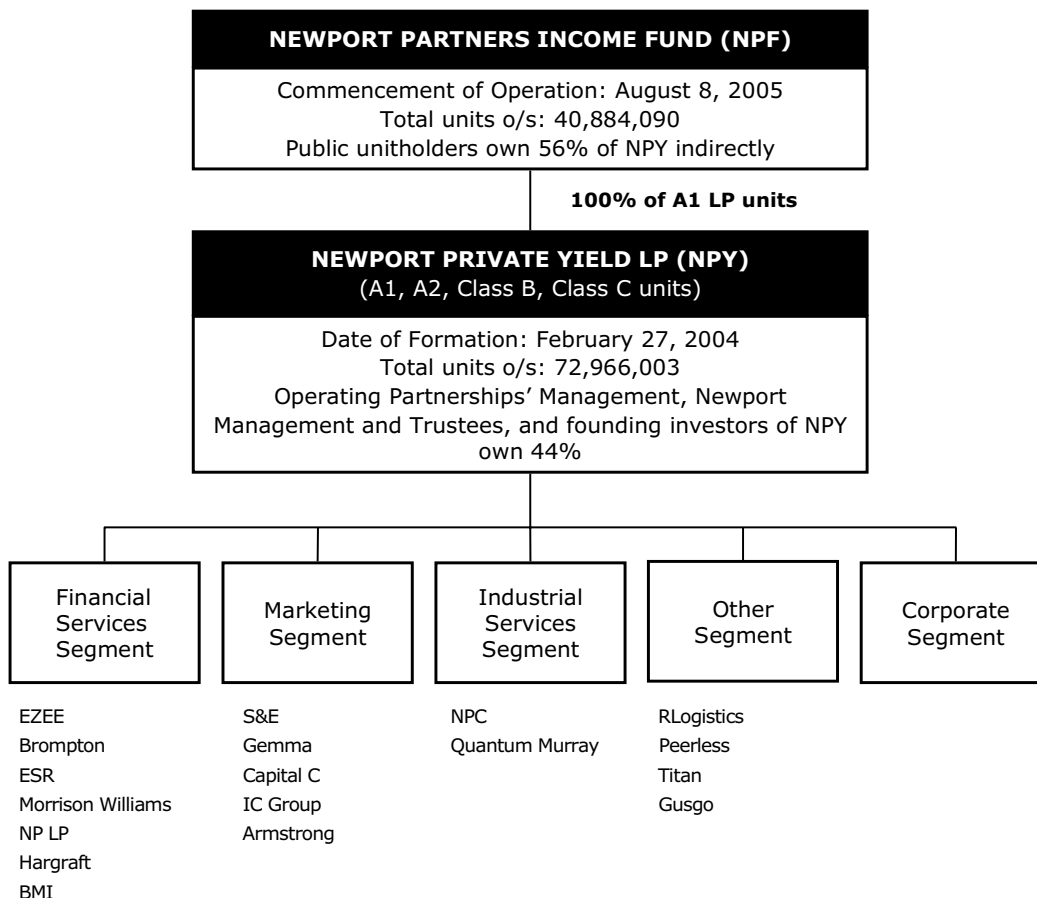 NEWPORT PARTNERS INCOME FUND (NPF)
Commencement of Operation: August 8, 2005
Total units o/s: 40,884,090
Public unitholders own 56% of NPY indirectly
100% of A1 LP units
NEWPORT PRIVATE YIELD LP (NPY)
(A1, A2, Class B, Class C units)
Date of Formation: February 27, 2004
Total units o/s: 72,966,003
Operating Partnerships’ Management, Newport
Management and Trustees, and founding investors of NPY
own 44%
Financial
Services
Segment
EZEE
Brompton
ESR
Morrison Williams
NP LP
Hargraft
BMI
Marketing
Segment
S&E
Gemma
Capital C
IC Group
Armstrong
Industrial
Services
Segment
NPC
Quantum Murray
Other
Segment
RLogistics
Peerless
Titan
Gusgo
Corporate
Segment